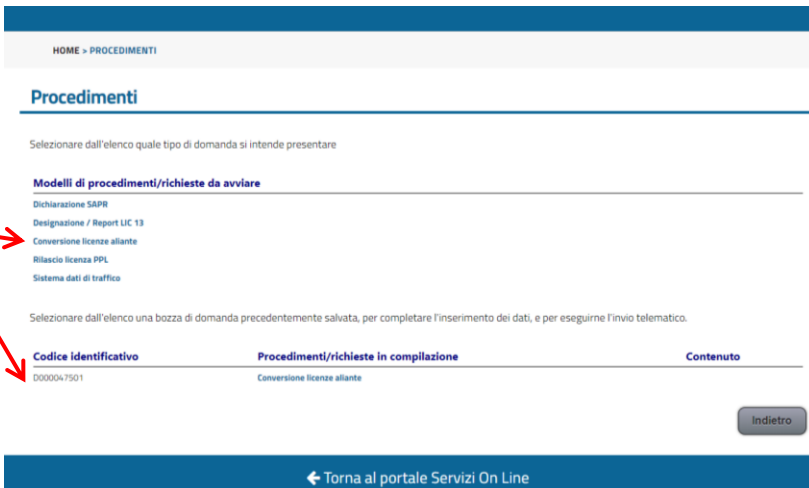 HOME > PROCEDIMENTI
Procedimenti
Selezionare dall'elenco quale tipo di domanda si intende presentare
Modelli di procedimenti/richieste da avviare
Dichiarazione SAPR
Designazione / Report LIC 13
Conversione licenze aliante
Rilascio licenza PPL
Sistema dati di traffico
Selezionare dall'elenco una bozza di domanda precedentemente salvata, per completare l'inserimento dei dati, e per eseguirne l'invio telematico.
Codice identificativo Procedimenti/richieste in compilazione Contenuto
D000047501 Conversione licenze aliante
Indietro
← Torna al portale Servizi On Line